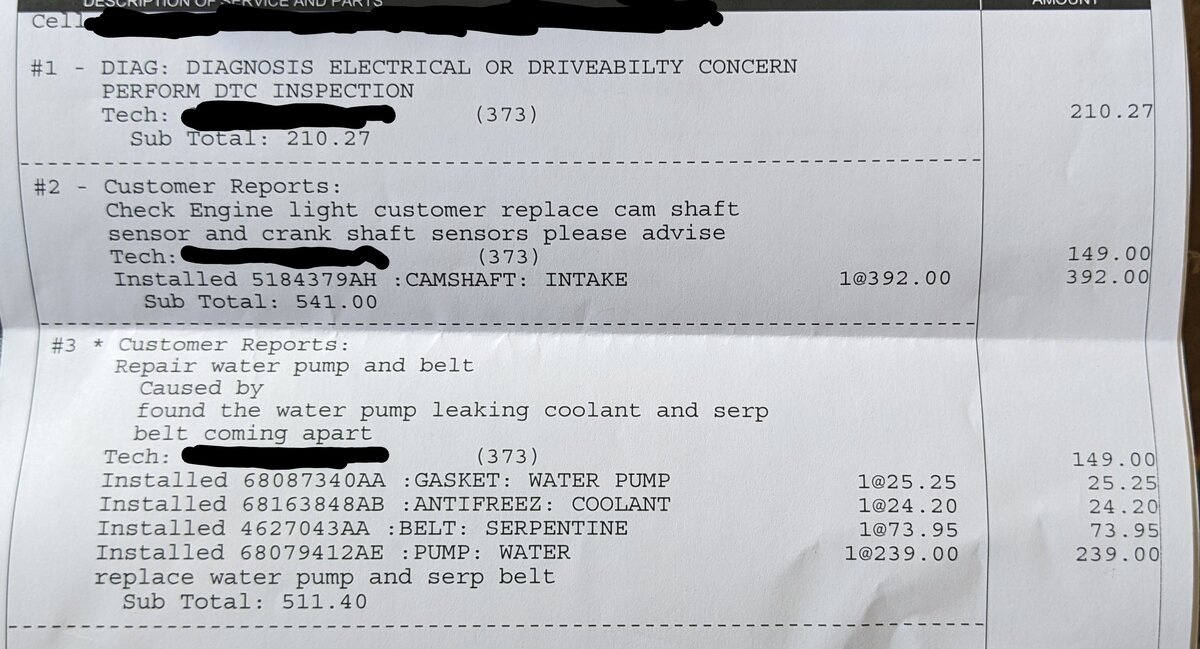 DESCRIPTION OF SERVICE AND PARTS AMOUNT
Cell
#1 - DIAG: DIAGNOSIS ELECTRICAL OR DRIVEABILTY CONCERN
PERFORM DTC INSPECTION
Tech: (373) 210.27
Sub Total: 210.27
#2 - Customer Reports:
Check Engine light customer replace cam shaft
sensor and crank shaft sensors please advise
Tech: (373) 149.00
Installed 5184379AH :CAMSHAFT: INTAKE 1@392.00 392.00
Sub Total: 541.00
#3 * Customer Reports:
Repair water pump and belt
Caused by
found the water pump leaking coolant and serp
belt coming apart
Tech: (373) 149.00
Installed 68087340AA :GASKET: WATER PUMP 1@25.25 25.25
Installed 68163848AB :ANTIFREEZ: COOLANT 1@24.20 24.20
Installed 4627043AA :BELT: SERPENTINE 1@73.95 73.95
Installed 68079412AE :PUMP: WATER 1@239.00 239.00
replace water pump and serp belt
Sub Total: 511.40